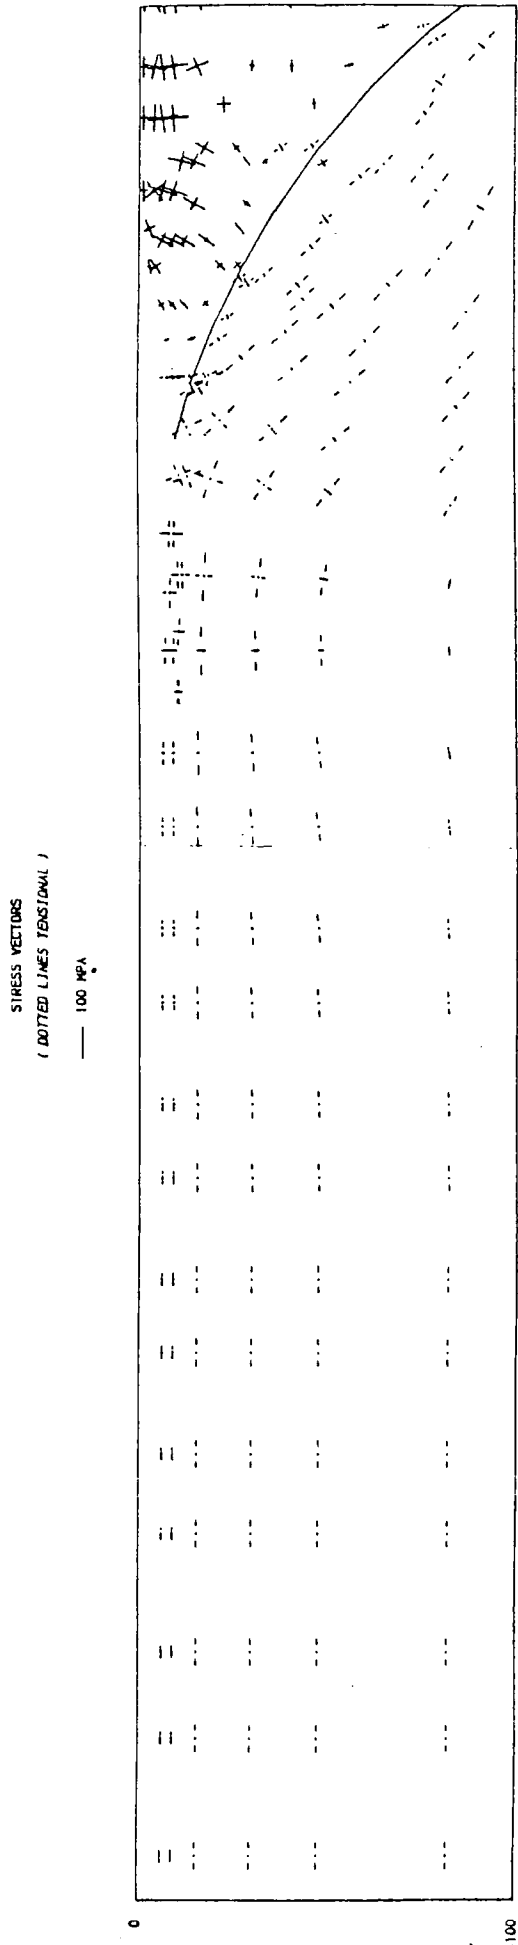 STRESS VECTORS
( DOTTED LINES TENSIONAL )
100 MPA
0
100